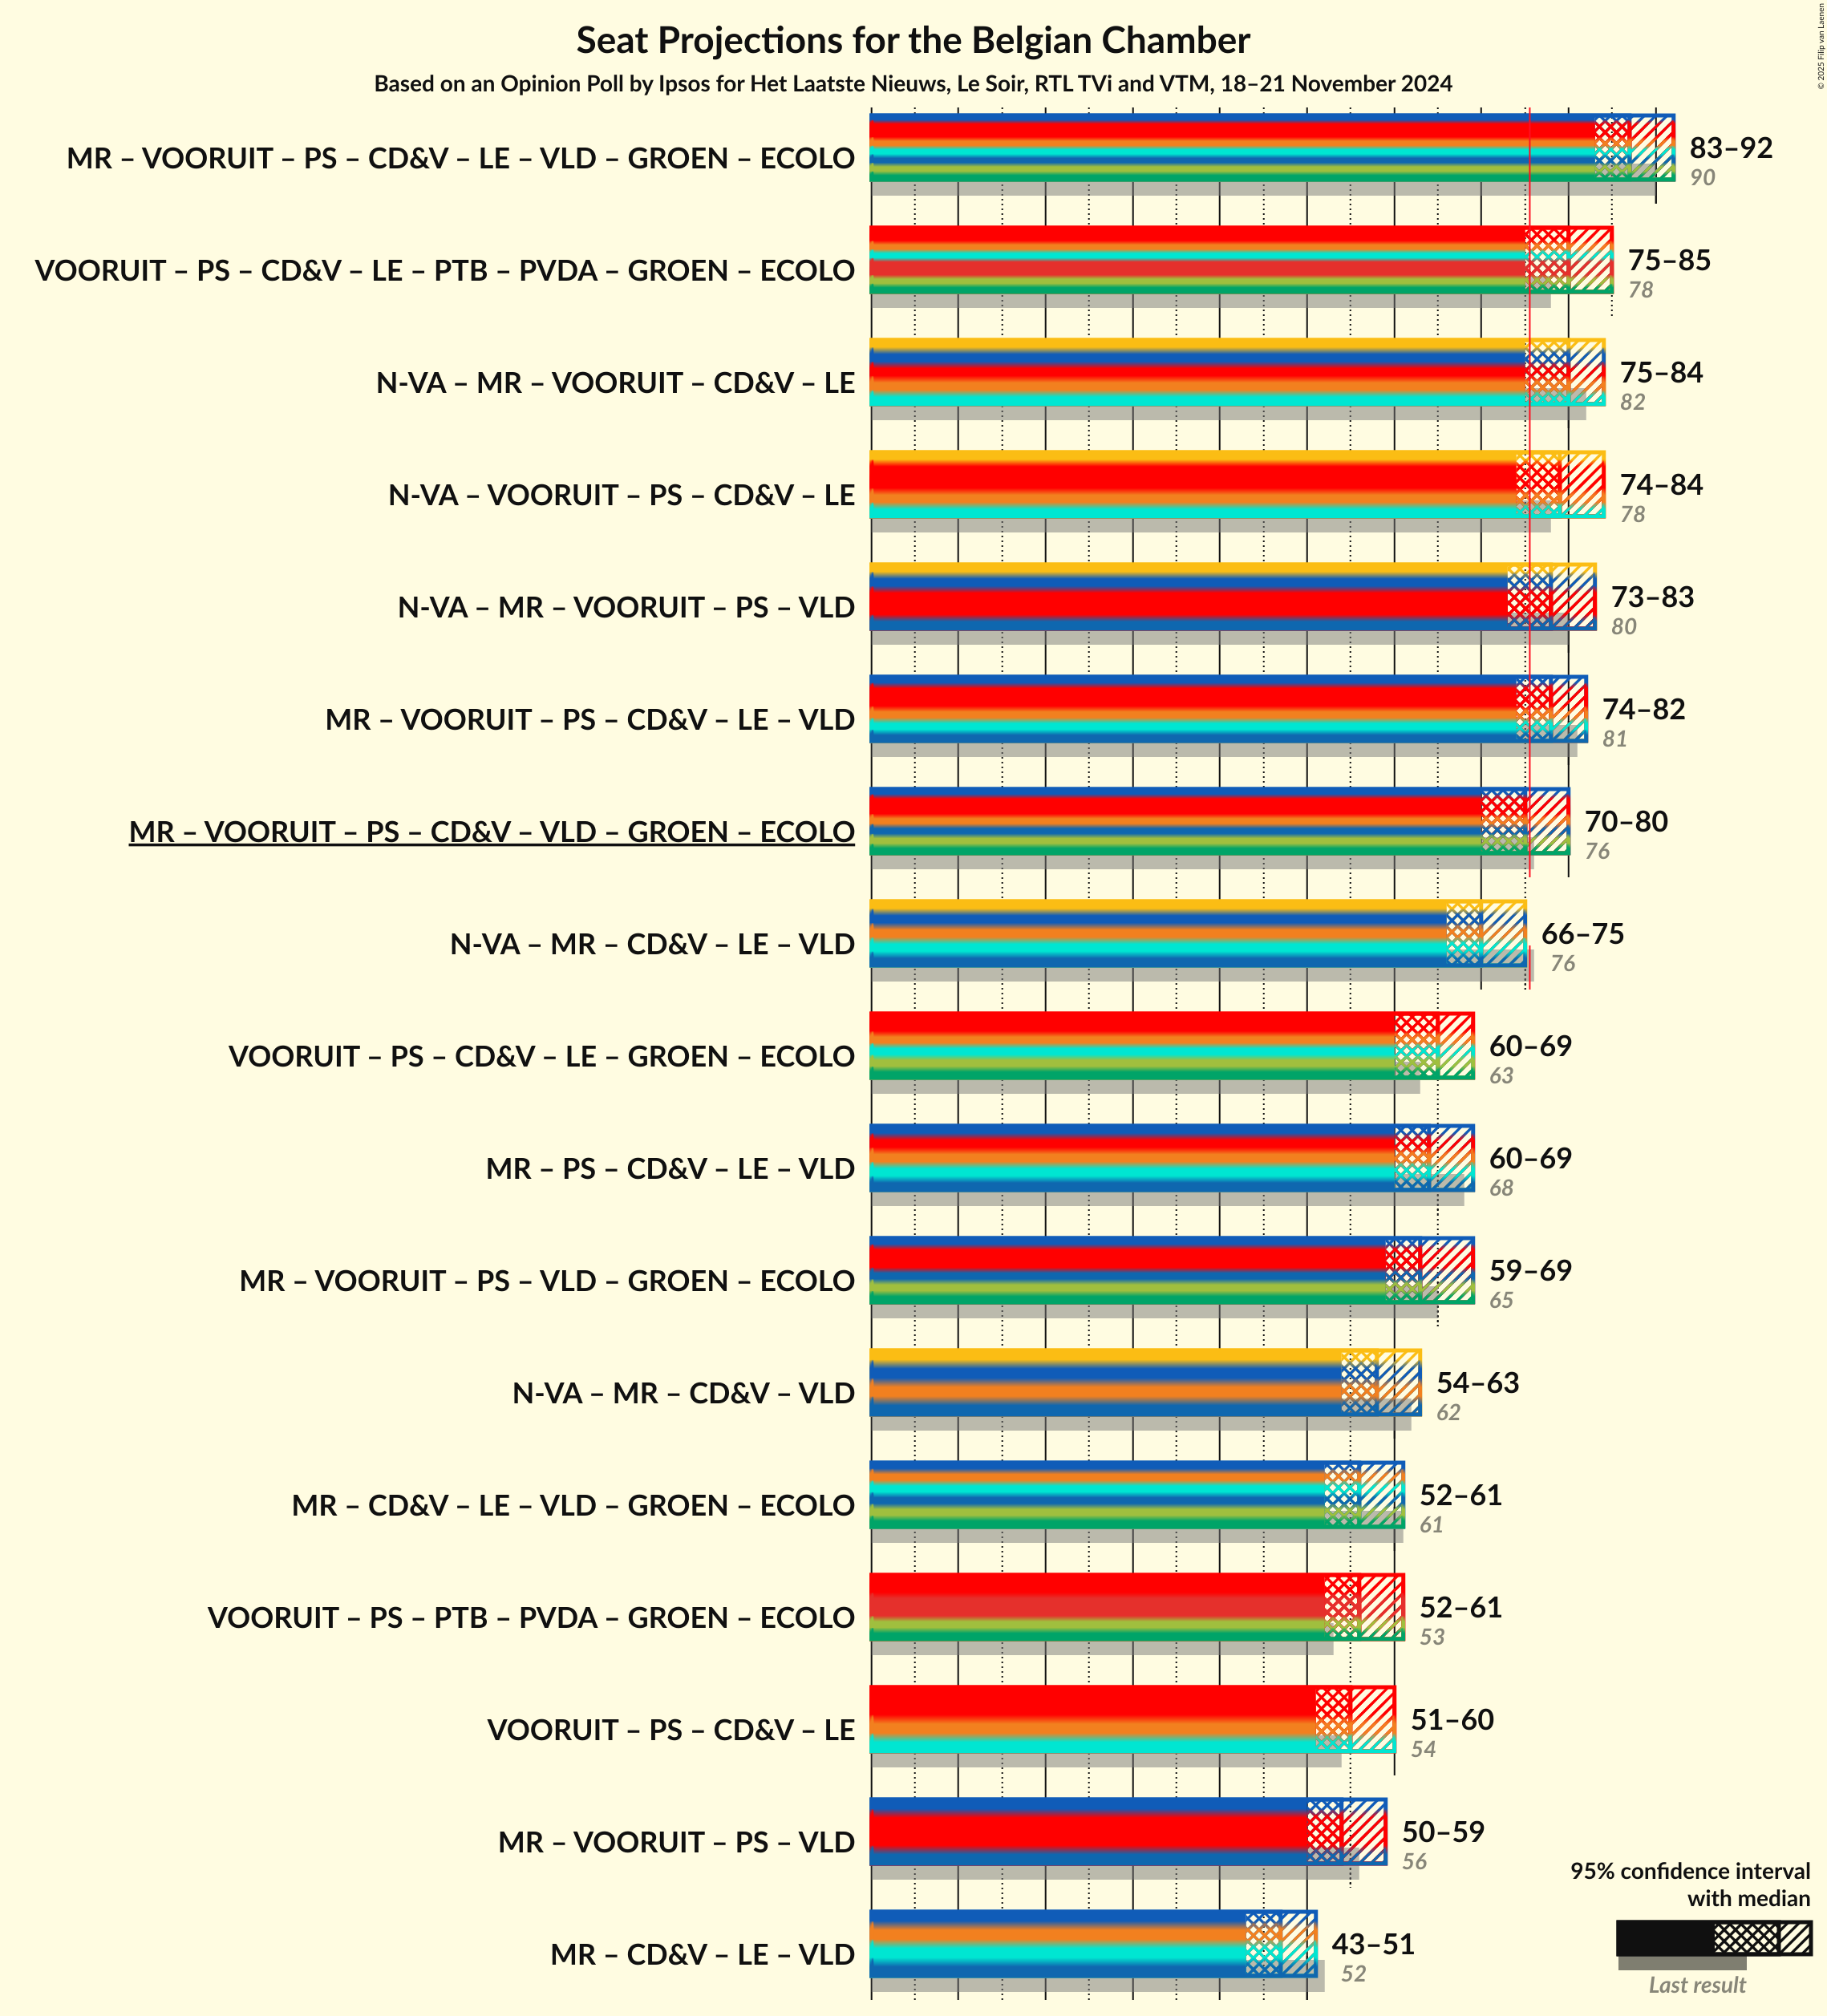 Seat Projections for the Belgian Chamber
Based on an Opinion Poll by Ipsos for Het Laatste Nieuws, Le Soir, RTL TVi and VTM, 18–21 November 2024
© 2025 Filip van Laenen
MR – VOORUIT – PS – CD&V – LE – VLD – GROEN – ECOLO
83–92
90
VOORUIT – PS – CD&V – LE – PTB – PVDA – GROEN – ECOLO
75–85
78
N-VA – MR – VOORUIT – CD&V – LE
75–84
82
N-VA – VOORUIT – PS – CD&V – LE
74–84
78
N-VA – MR – VOORUIT – PS – VLD
73–83
80
MR – VOORUIT – PS – CD&V – LE – VLD
74–82
81
MR – VOORUIT – PS – CD&V – VLD – GROEN – ECOLO
70–80
76
N-VA – MR – CD&V – LE – VLD
66–75
76
VOORUIT – PS – CD&V – LE – GROEN – ECOLO
60–69
63
MR – PS – CD&V – LE – VLD
60–69
68
MR – VOORUIT – PS – VLD – GROEN – ECOLO
59–69
65
N-VA – MR – CD&V – VLD
54–63
62
MR – CD&V – LE – VLD – GROEN – ECOLO
52–61
61
VOORUIT – PS – PTB – PVDA – GROEN – ECOLO
52–61
53
VOORUIT – PS – CD&V – LE
51–60
54
MR – VOORUIT – PS – VLD
50–59
56
MR – CD&V – LE – VLD
43–51
52
95% confidence interval
with median
Last result